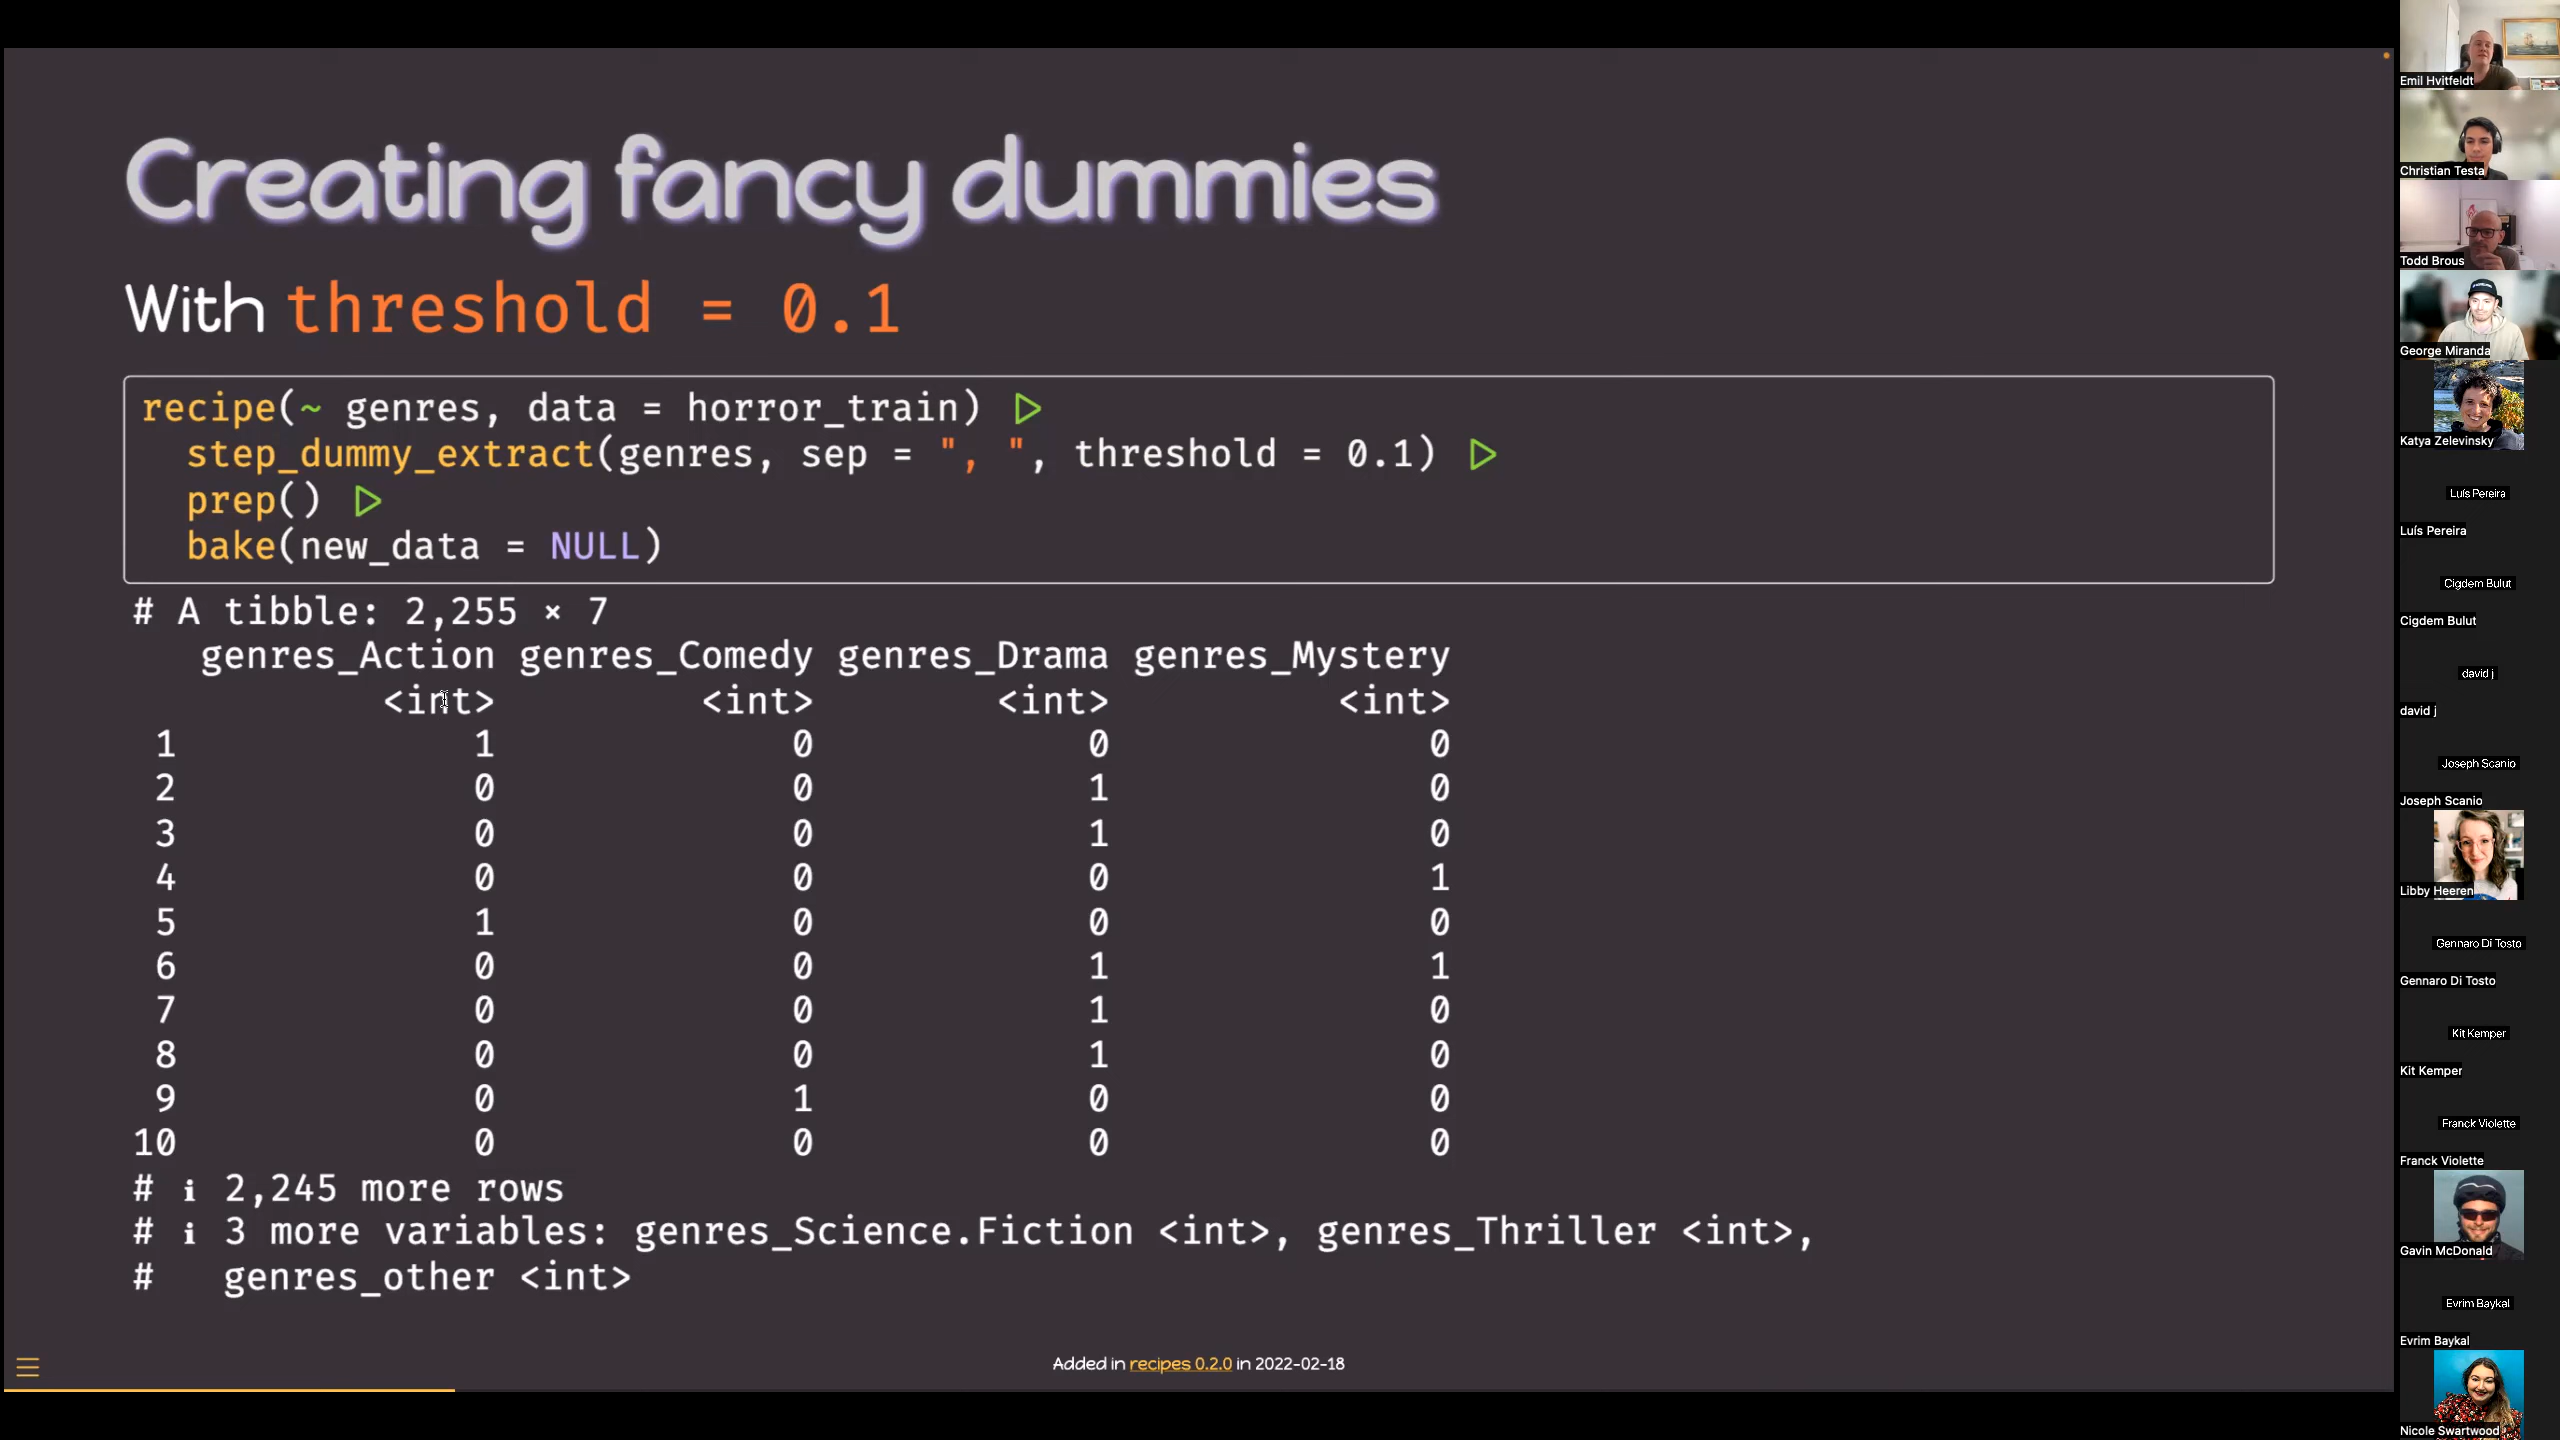 Creating fancy dummies
With threshold = 0.1
recipe(~ genres, data = horror_train) ▷
step_dummy_extract(genres, sep = ", ", threshold = 0.1) ▷
prep() ▷
bake(new_data = NULL)
# A tibble: 2,255 × 7
genres_Action genres_Comedy genres_Drama genres_Mystery
<int> <int> <int> <int>
1 1 0 0 0
2 0 0 1 0
3 0 0 1 0
4 0 0 0 1
5 1 0 0 0
6 0 0 1 1
7 0 0 1 0
8 0 0 1 0
9 0 1 0 0
10 0 0 0 0
# ℹ 2,245 more rows
# ℹ 3 more variables: genres_Science.Fiction <int>, genres_Thriller <int>,
# genres_other <int>
Added in recipes 0.2.0 in 2022-02-18
Emil Hvitfeldt
Christian Testa
Todd Brous
George Miranda
Katya Zelevinsky
Luís Pereira
Luís Pereira
Cigdem Bulut
Cigdem Bulut
david j
david j
Joseph Scanio
Joseph Scanio
Libby Heeren
Gennaro Di Tosto
Gennaro Di Tosto
Kit Kemper
Kit Kemper
Franck Violette
Franck Violette
Gavin McDonald
Evrim Baykal
Evrim Baykal
Nicole Swartwood